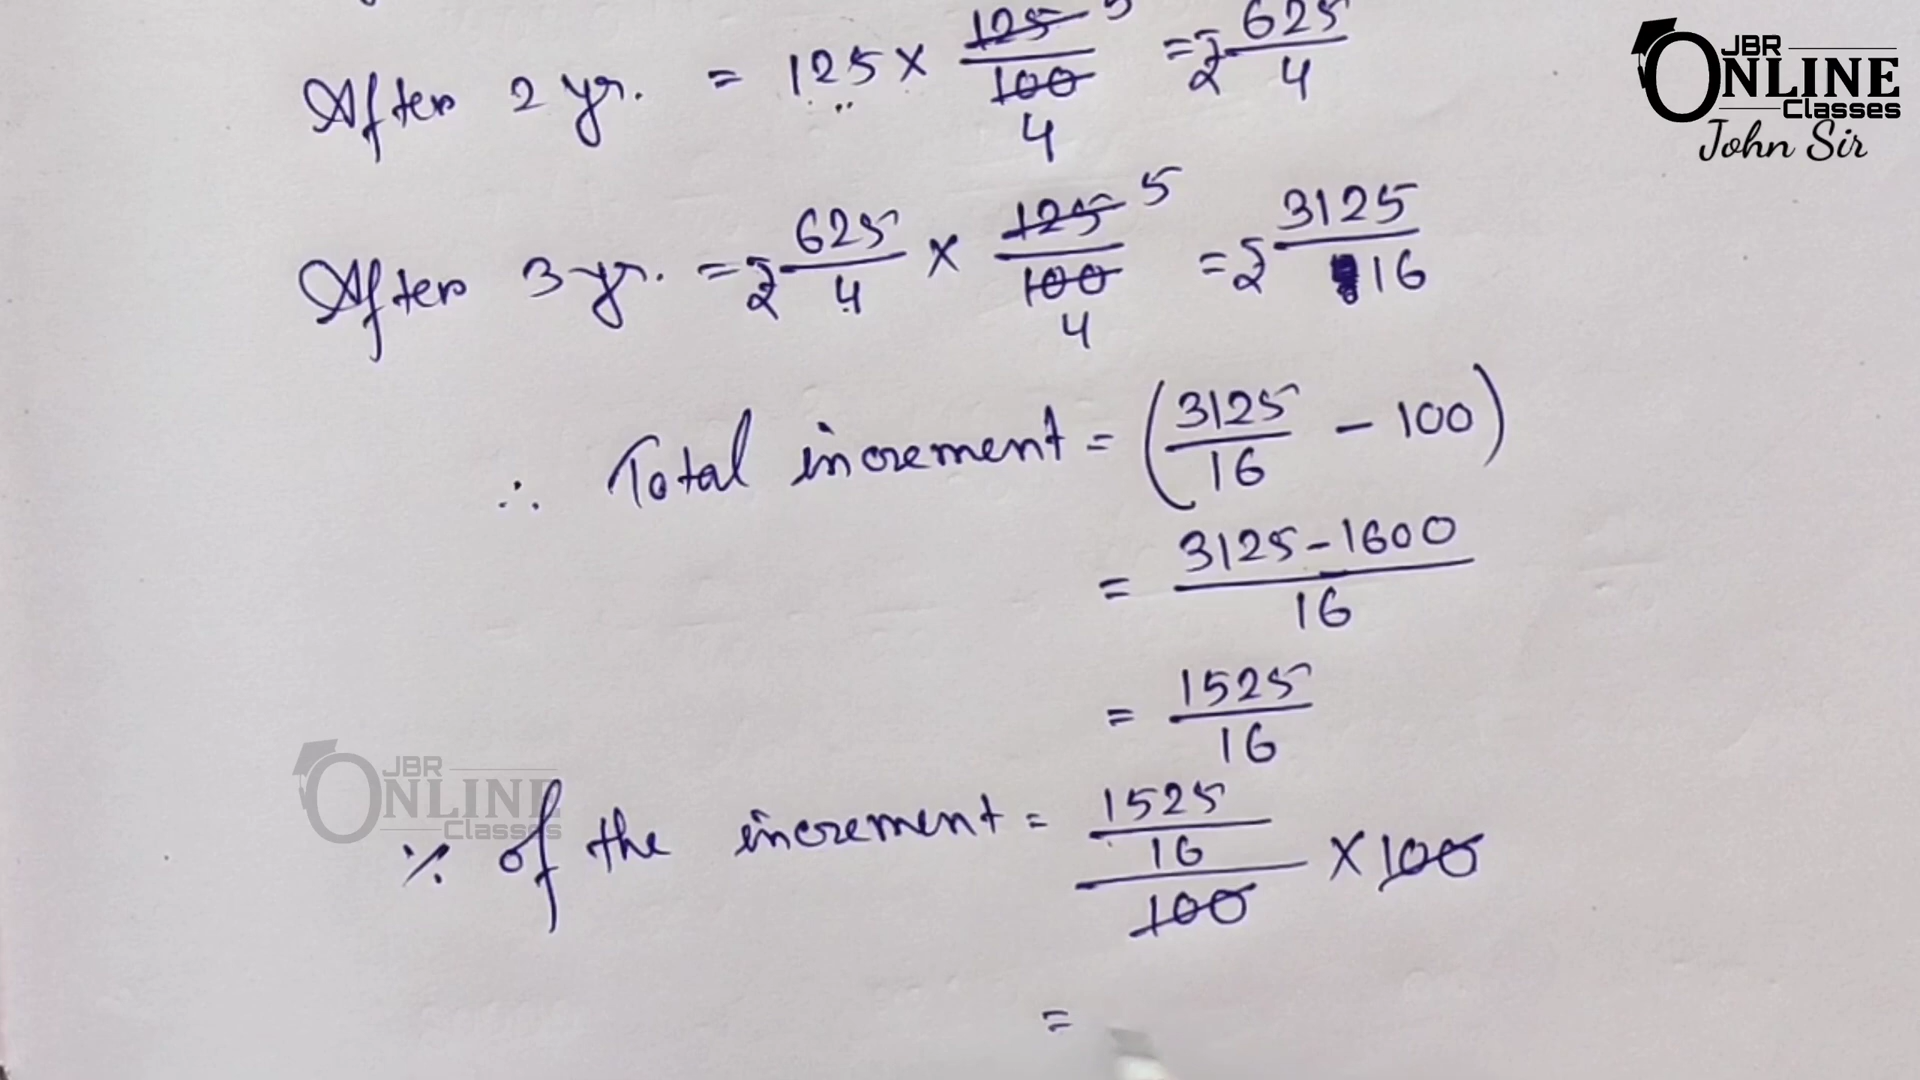 After 2 yr. = 125 × 125/100 5/4 = ₹ 625/4
After 3 yr. = ₹ 625/4 × 125/100 5/4 = ₹ 3125/16
∴ Total increment = (3125/16 − 100)
= 3125 − 1600/16
= 1525/16
% of the increment = 1525/16/100 × 100
=
JBR
ONLINE
Classes
John Sir
JBR
ONLINE
Classes